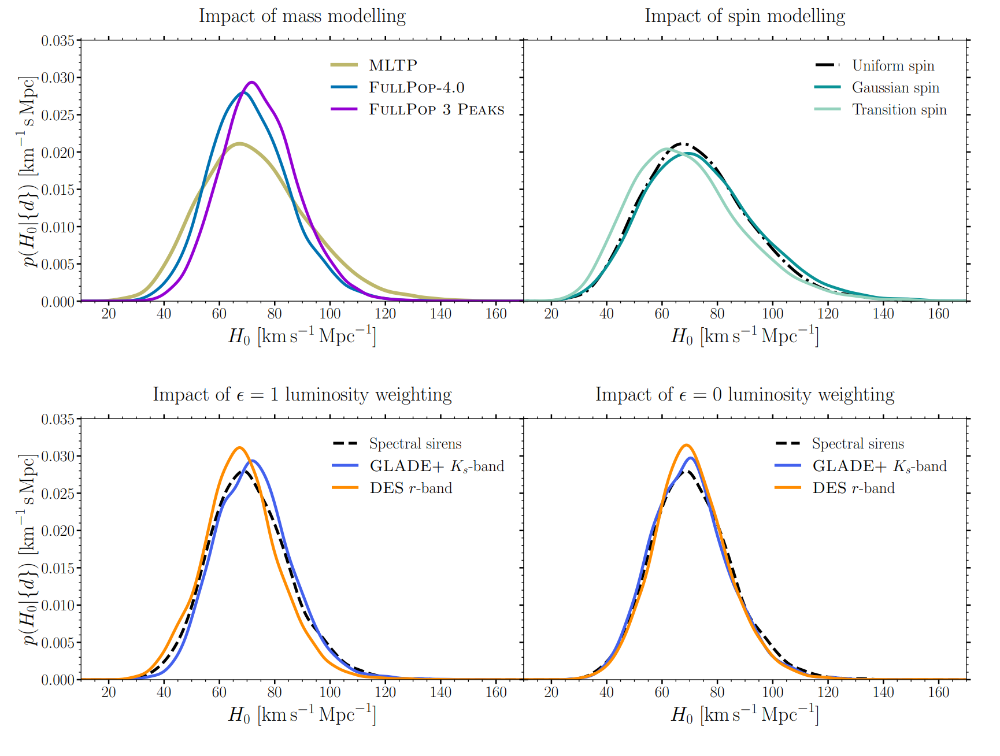 Impact of mass modelling
Impact of spin modelling
0.035
0.030
0.025
0.020
0.015
0.010
0.005
0.000
p(H₀|{d}) [km⁻¹ s Mpc]
MLTP
FULLPOP-4.0
FULLPOP 3 PEAKS
Uniform spin
Gaussian spin
Transition spin
20 40 60 80 100 120 140 160
20 40 60 80 100 120 140 160
H₀ [km s⁻¹ Mpc⁻¹]
H₀ [km s⁻¹ Mpc⁻¹]
Impact of ϵ = 1 luminosity weighting
Impact of ϵ = 0 luminosity weighting
0.035
0.030
0.025
0.020
0.015
0.010
0.005
0.000
p(H₀|{d}) [km⁻¹ s Mpc]
Spectral sirens
GLADE+ Kₛ-band
DES r-band
Spectral sirens
GLADE+ Kₛ-band
DES r-band
20 40 60 80 100 120 140 160
20 40 60 80 100 120 140 160
H₀ [km s⁻¹ Mpc⁻¹]
H₀ [km s⁻¹ Mpc⁻¹]